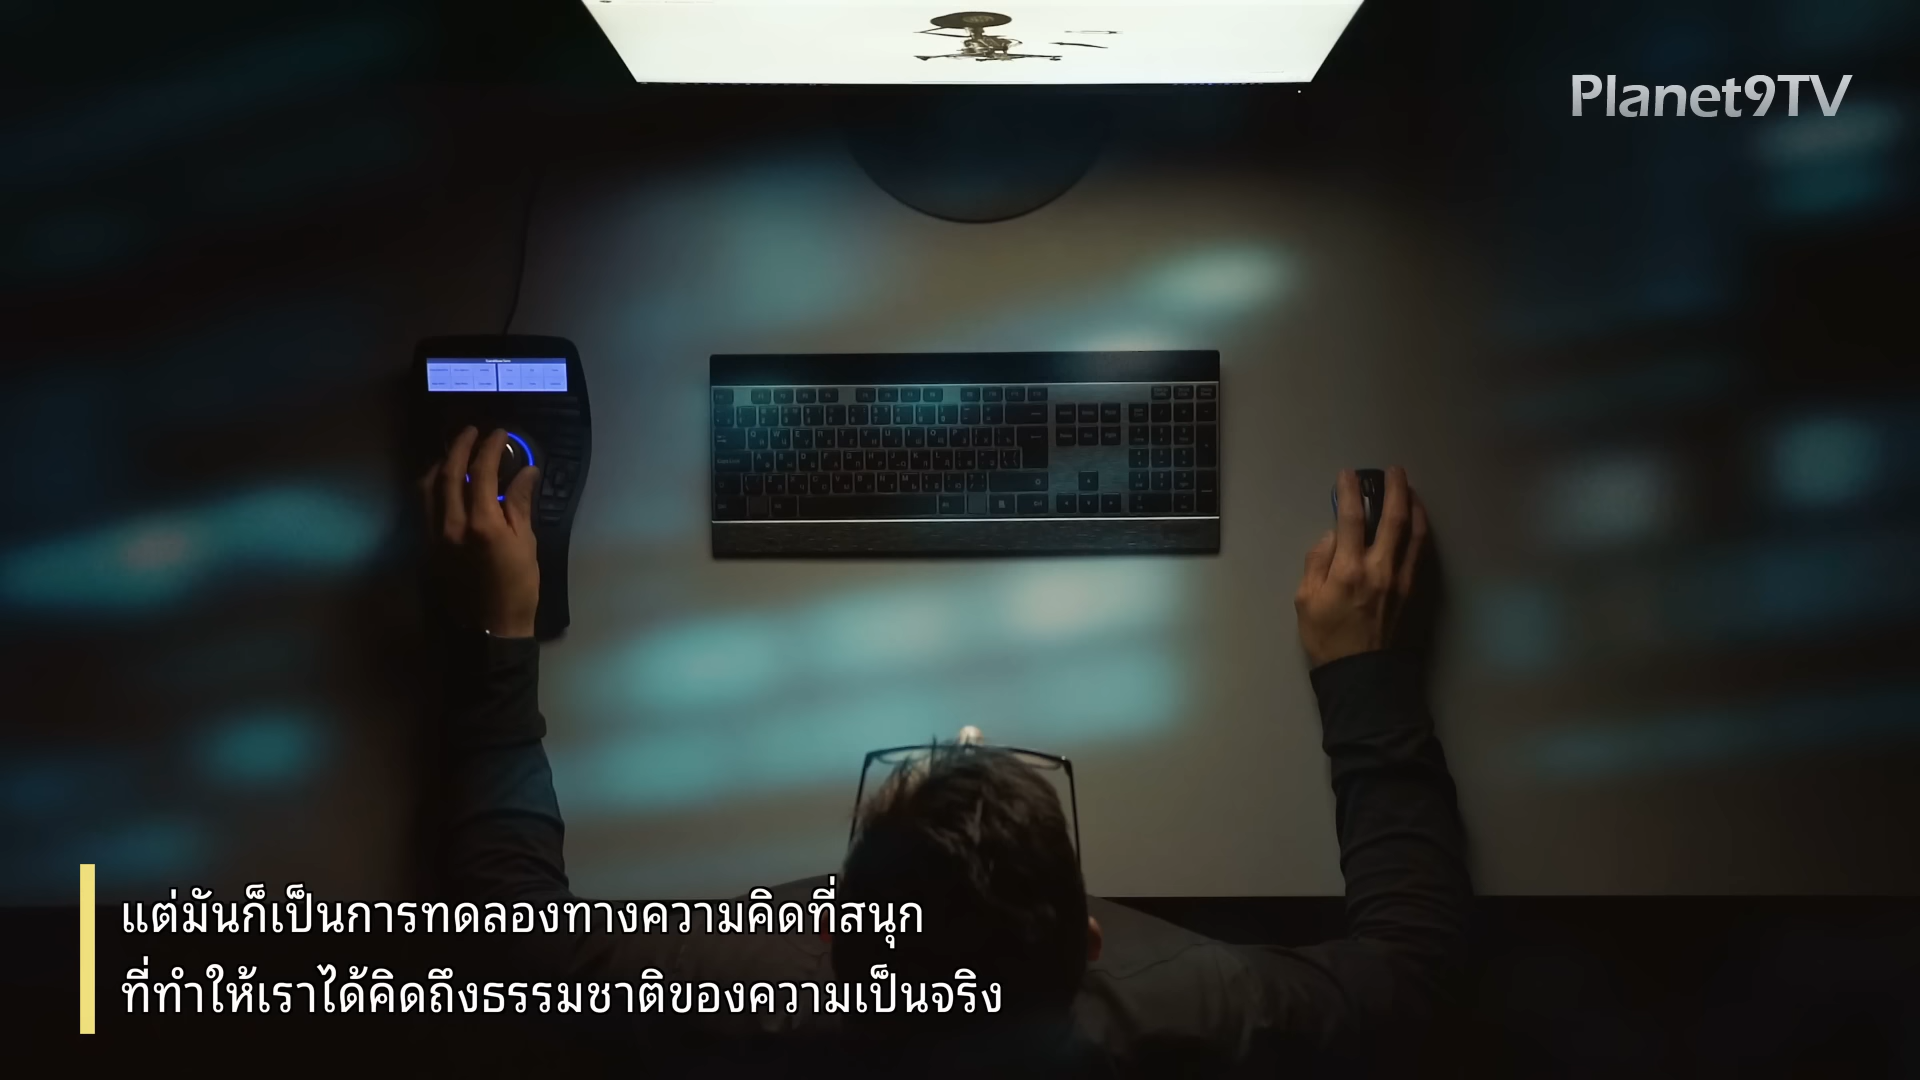 Planet9TV
แต่มันก็เป็นการทดลองทางความคิดที่สนุก
ที่ทำให้เราได้คิดถึงธรรมชาติของความเป็นจริง